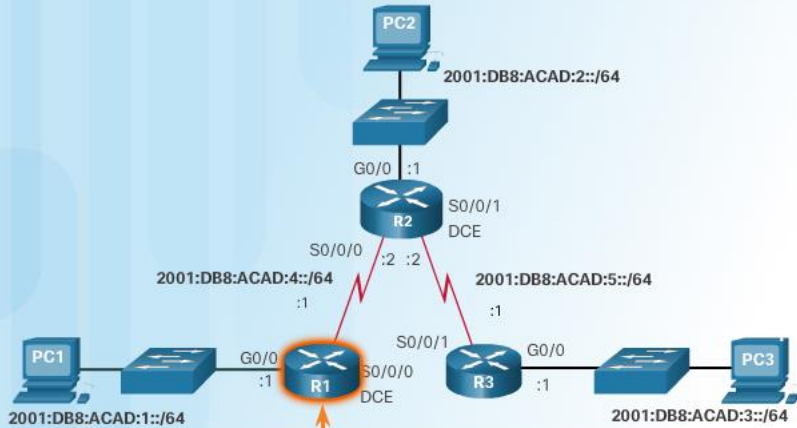 PC2
2001:DB8:ACAD:2::/64
G0/0 :1
R2
S0/0/1
DCE
S0/0/0
:2 :2
2001:DB8:ACAD:4::/64
2001:DB8:ACAD:5::/64
:1
:1
PC1
G0/0
:1
R1
S0/0/0
DCE
S0/0/1
R3
G0/0
:1
PC3
2001:DB8:ACAD:1::/64
2001:DB8:ACAD:3::/64